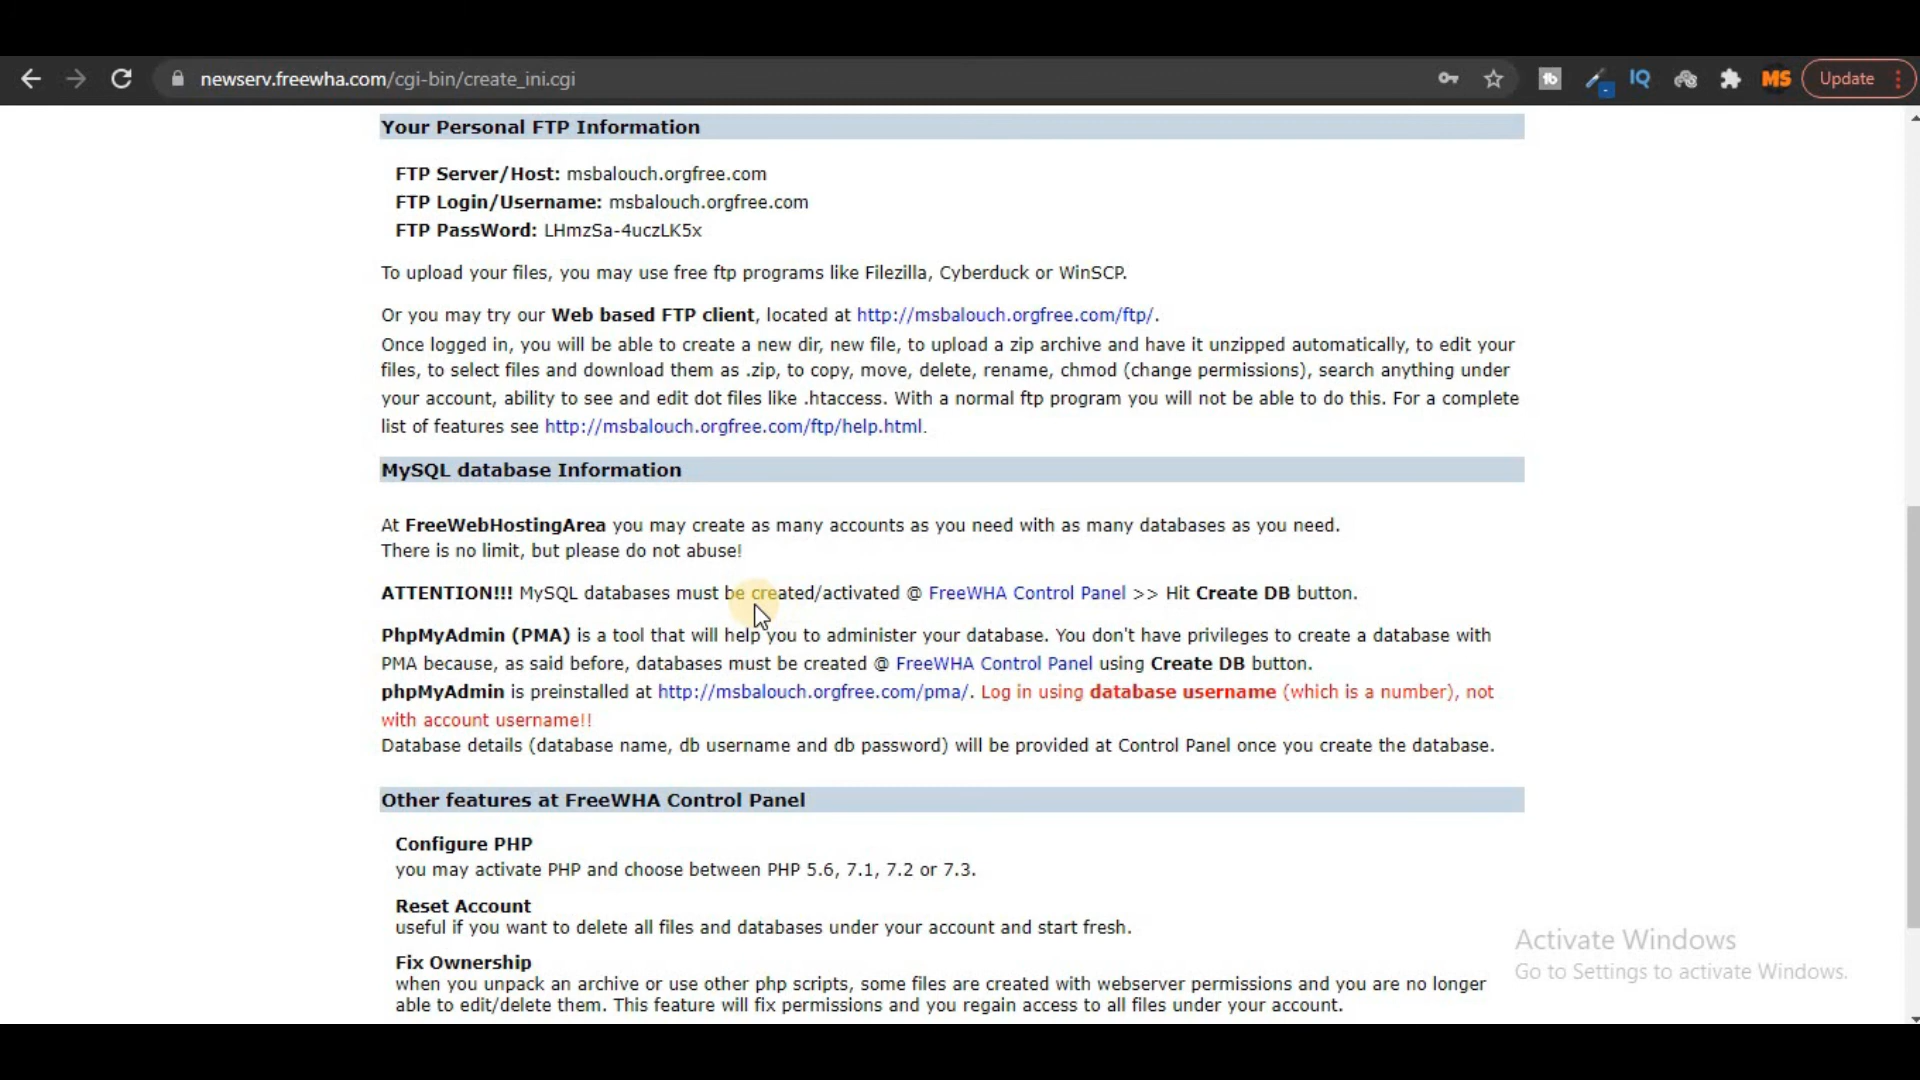 newserv.freewha.com/cgi-bin/create_ini.cgi
IQ
MS
Update
Your Personal FTP Information
FTP Server/Host: msbalouch.orgfree.com
FTP Login/Username: msbalouch.orgfree.com
FTP PassWord: LHmzSa-4uczLK5x
To upload your files, you may use free ftp programs like Filezilla, Cyberduck or WinSCP.
Or you may try our Web based FTP client, located at http://msbalouch.orgfree.com/ftp/.
Once logged in, you will be able to create a new dir, new file, to upload a zip archive and have it unzipped automatically, to edit your
files, to select files and download them as .zip, to copy, move, delete, rename, chmod (change permissions), search anything under
your account, ability to see and edit dot files like .htaccess. With a normal ftp program you will not be able to do this. For a complete
list of features see http://msbalouch.orgfree.com/ftp/help.html.
MySQL database Information
At FreeWebHostingArea you may create as many accounts as you need with as many databases as you need.
There is no limit, but please do not abuse!
ATTENTION!!! MySQL databases must be created/activated @ FreeWHA Control Panel >> Hit Create DB button.
PhpMyAdmin (PMA) is a tool that will help you to administer your database. You don't have privileges to create a database with
PMA because, as said before, databases must be created @ FreeWHA Control Panel using Create DB button.
phpMyAdmin is preinstalled at http://msbalouch.orgfree.com/pma/. Log in using database username (which is a number), not
with account username!!
Database details (database name, db username and db password) will be provided at Control Panel once you create the database.
Other features at FreeWHA Control Panel
Configure PHP
you may activate PHP and choose between PHP 5.6, 7.1, 7.2 or 7.3.
Reset Account
useful if you want to delete all files and databases under your account and start fresh.
Fix Ownership
when you unpack an archive or use other php scripts, some files are created with webserver permissions and you are no longer
able to edit/delete them. This feature will fix permissions and you regain access to all files under your account.
Activate Windows
Go to Settings to activate Windows.